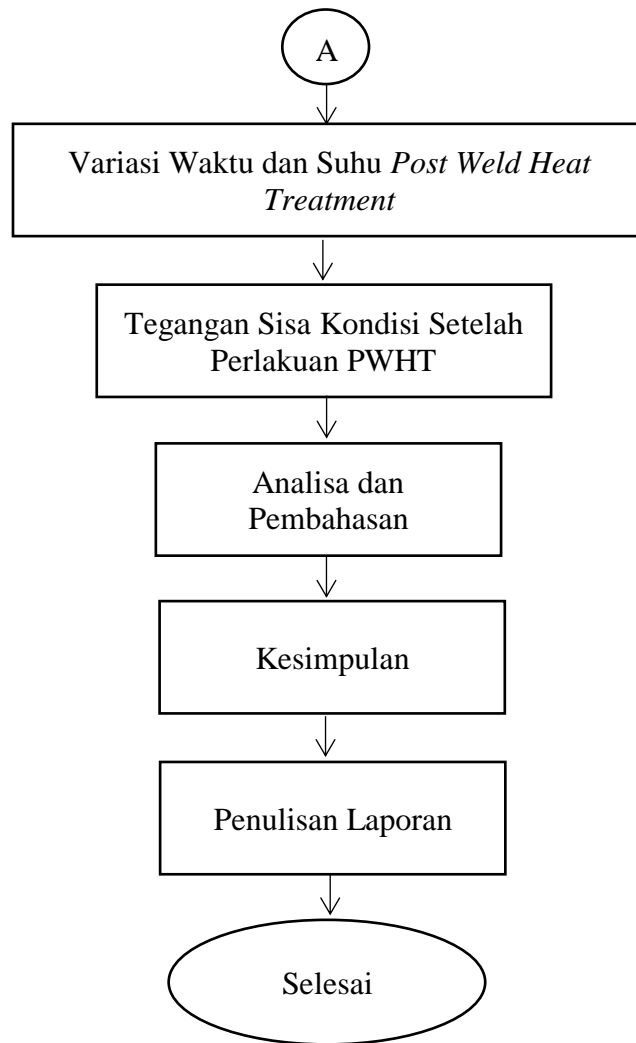 A
Variasi Waktu dan Suhu Post Weld Heat
Treatment
Tegangan Sisa Kondisi Setelah
Perlakuan PWHT
Analisa dan
Pembahasan
Kesimpulan
Penulisan Laporan
Selesai